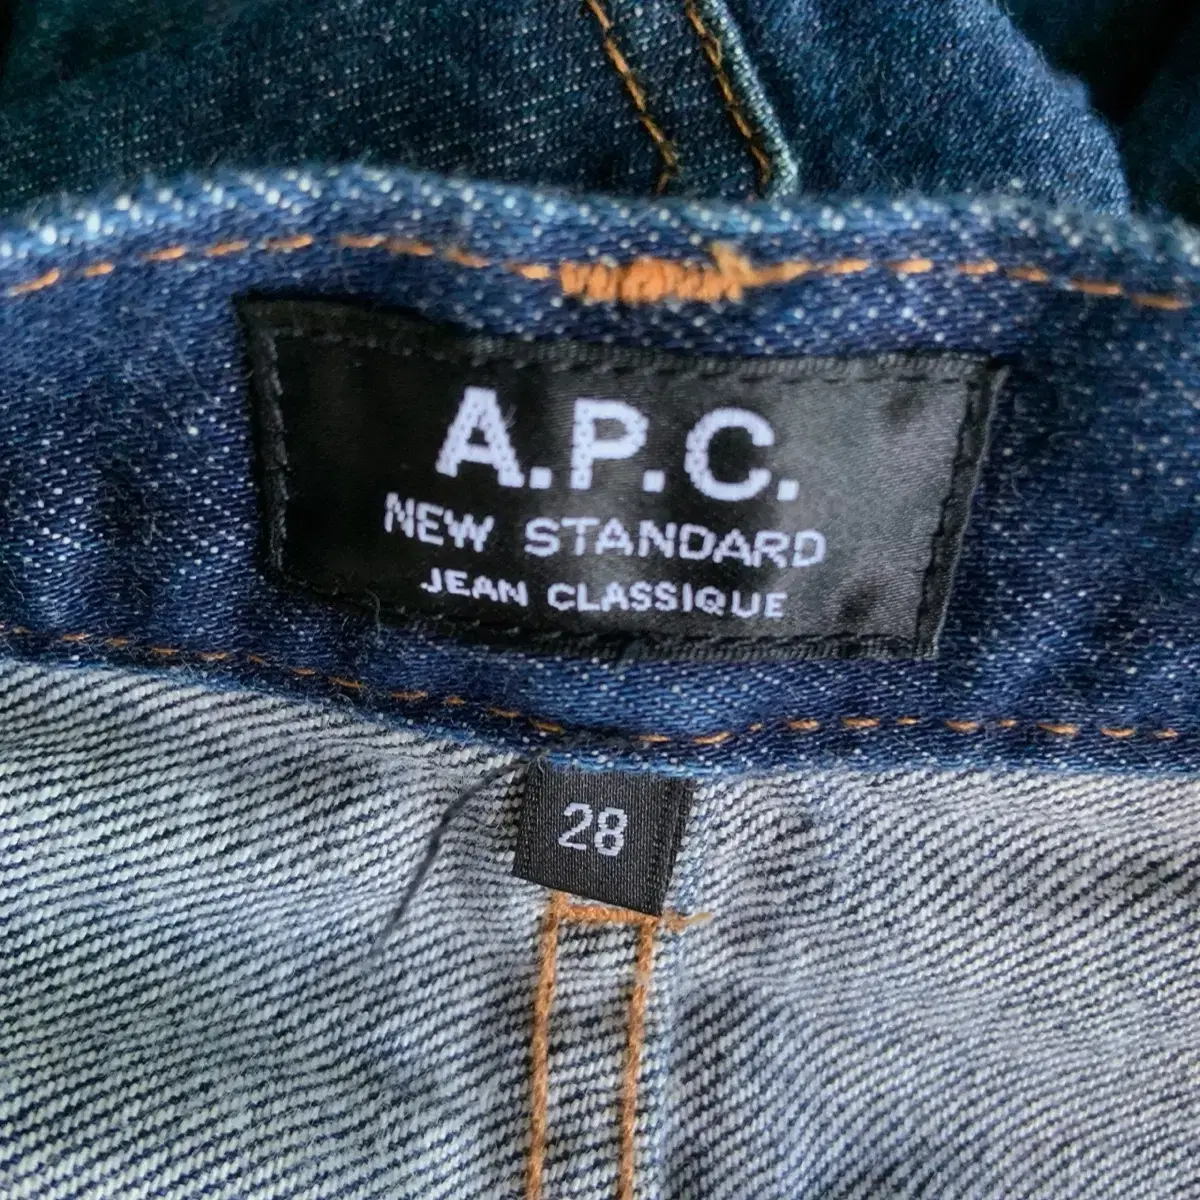 A.P.C.
NEW STANDARD
JEAN CLASSIQUE
28